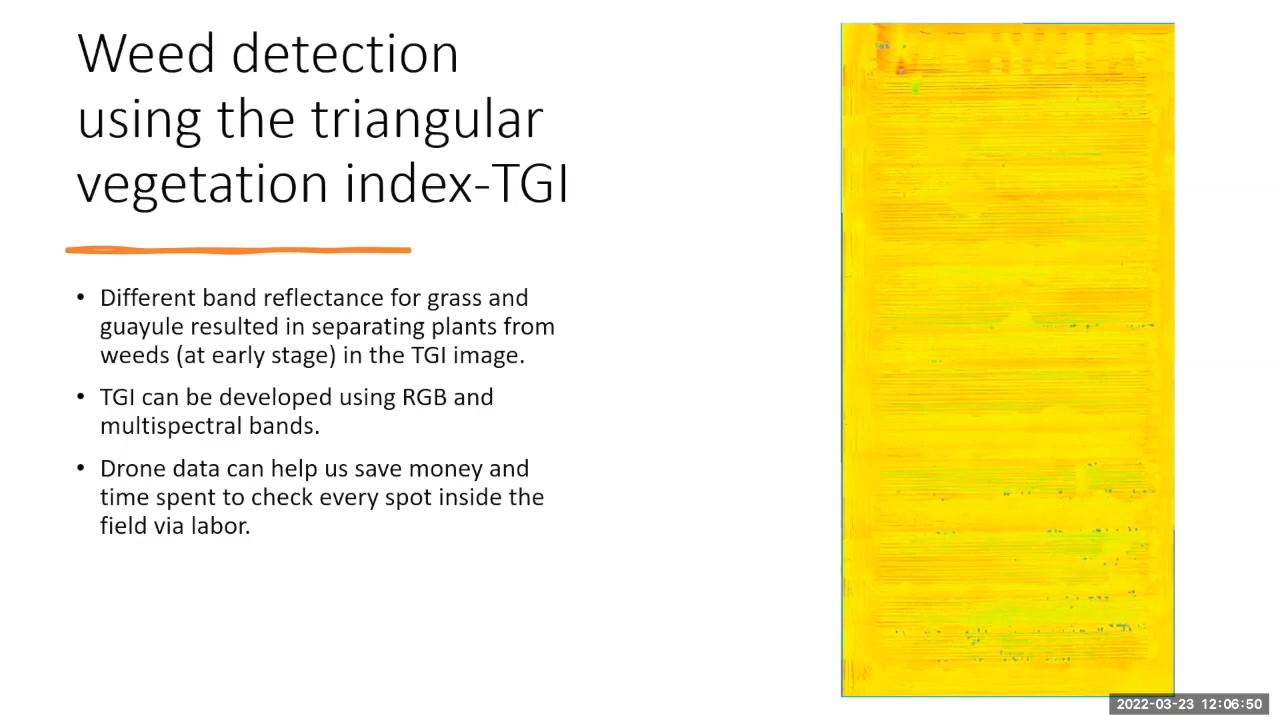 Weed detection
using the triangular
vegetation index-TGI
• Different band reflectance for grass and
guayule resulted in separating plants from
weeds (at early stage) in the TGI image.
• TGI can be developed using RGB and
multispectral bands.
• Drone data can help us save money and
time spent to check every spot inside the
field via labor.
2022-03-23 12:06:50